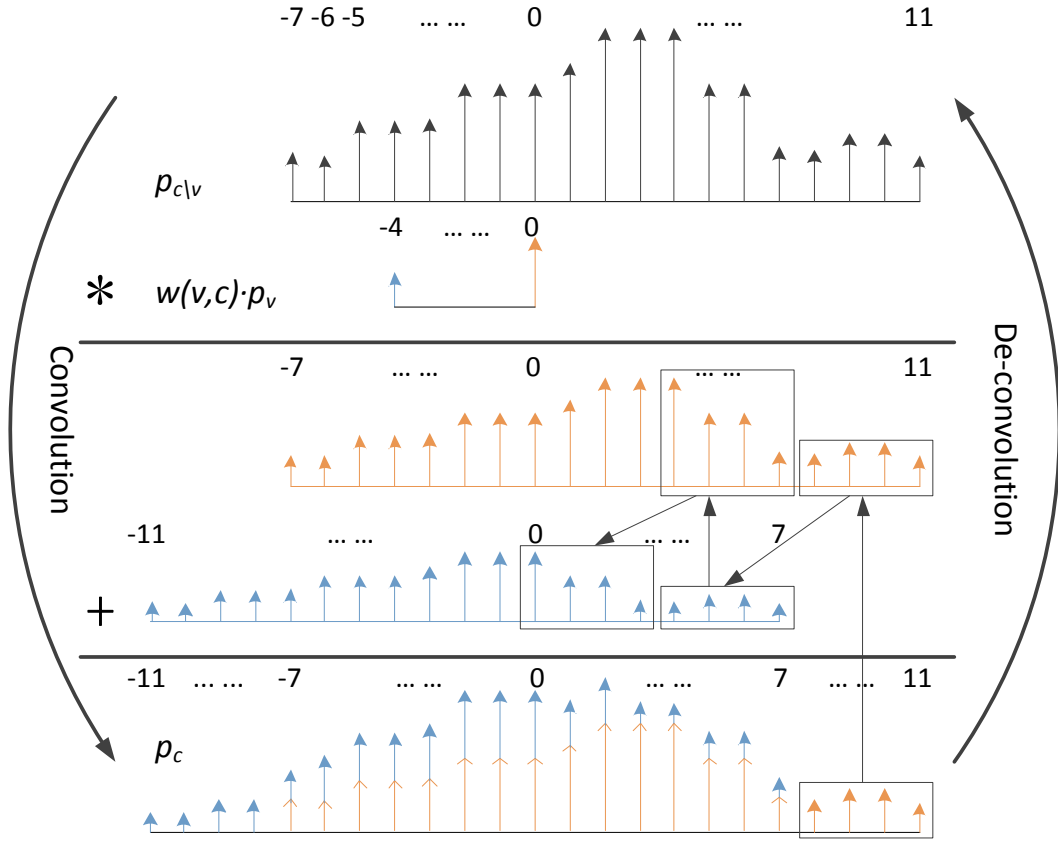 -7 -6 -5 ... ... 0 ... ... 11
p_{c\v}
-4 ... ... 0
* w(v,c)·p_v
Convolution
De-convolution
-7 ... ... 0 ... ... 11
-11 ... ... 0 ... ... 7
+
-11 ... ... -7 ... ... 0 ... ... 7 ... ... 11
p_c